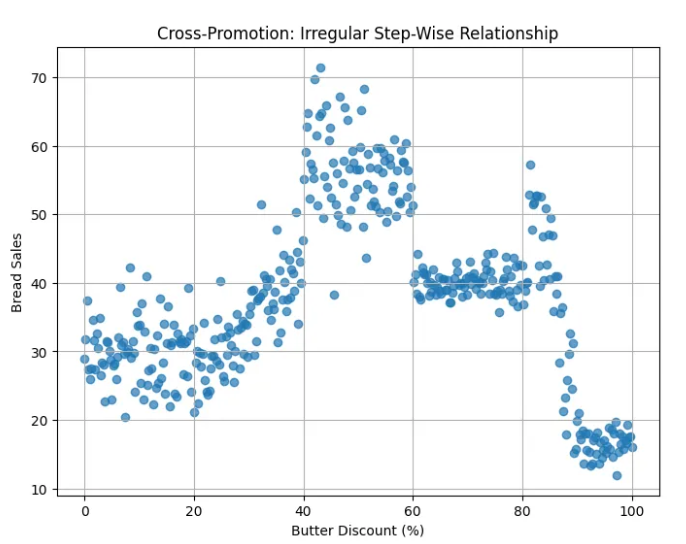 Cross-Promotion: Irregular Step-Wise Relationship
70
60
50
40
30
20
10
Bread Sales
0 20 40 60 80 100
Butter Discount (%)